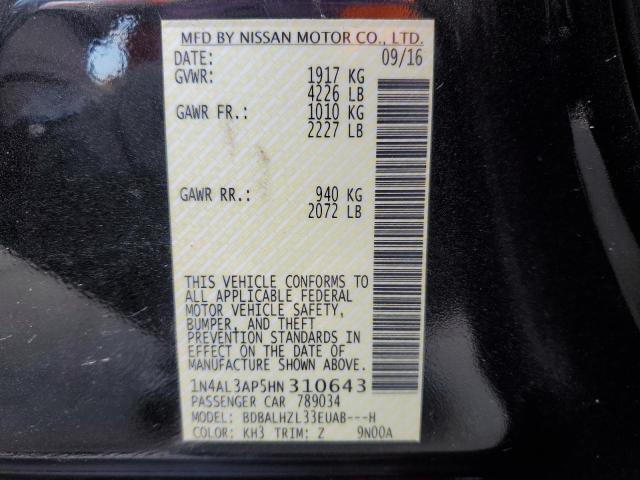 MFD BY NISSAN MOTOR CO., LTD.
DATE: 09/16
GVWR: 1917 KG
4226 LB
GAWR FR.: 1010 KG
2227 LB
GAWR RR.: 940 KG
2072 LB
THIS VEHICLE CONFORMS TO
ALL APPLICABLE FEDERAL
MOTOR VEHICLE SAFETY,
BUMPER, AND THEFT
PREVENTION STANDARDS IN
EFFECT ON THE DATE OF
MANUFACTURE SHOWN ABOVE.
1N4AL3AP5HN310643
PASSENGER CAR 789034
MODEL: BDBALHZL33EUAB---H
COLOR: KH3 TRIM: Z 9N00A